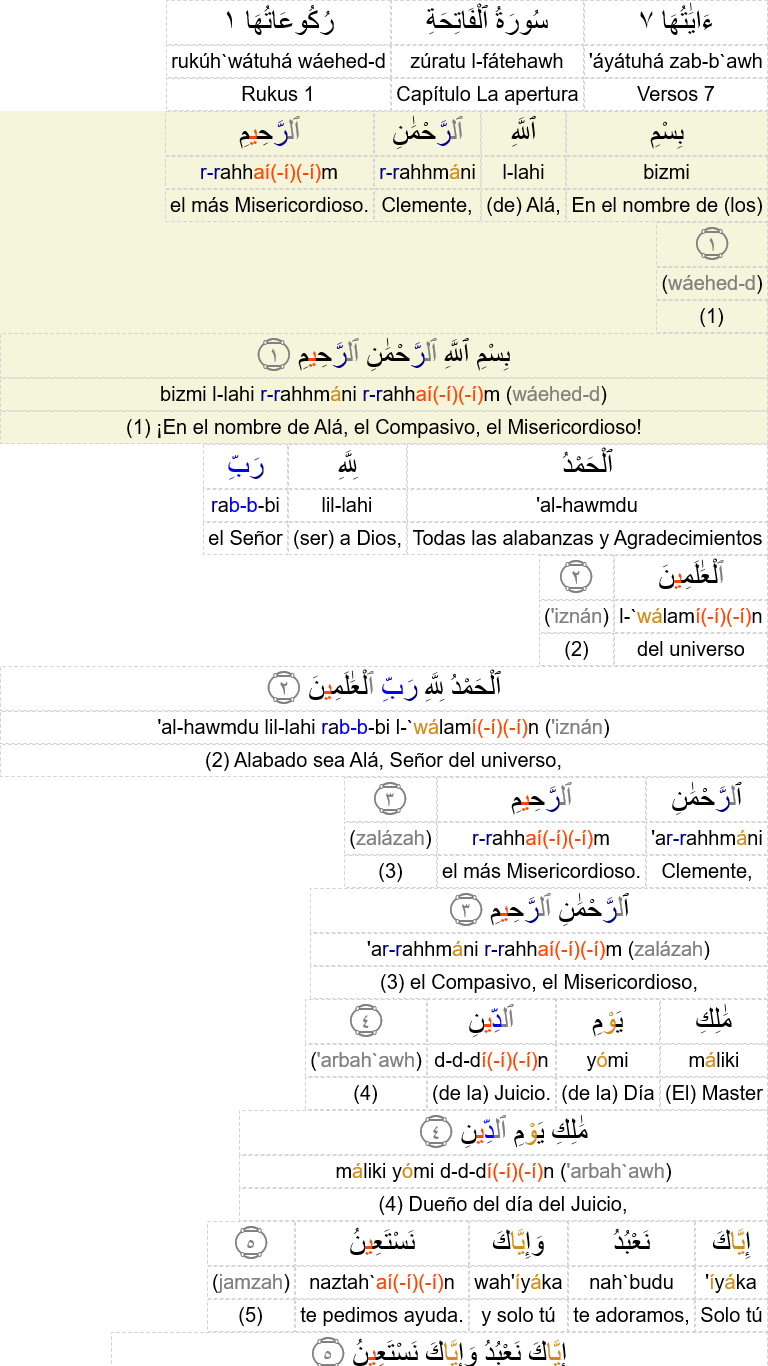 ءَايَٰتُهَا ٧ سُورَةُ ٱلْفَاتِحَةِ رُكُوعَاتُهَا ١
'áyátuhá zab-b`awh zúratu l-fátehawh rukúh`wátuhá wáehed-d
Versos 7 Capítulo La apertura Rukus 1
بِسْمِ ٱللَّهِ ٱلرَّحْمَٰنِ ٱلرَّحِيمِ
bizmi l-lahi r-rahhmáni r-rahhaí(-í)(-í)m
En el nombre de (los) (de) Alá, Clemente, el más Misericordioso.
١
(wáehed-d)
(1)
بِسْمِ ٱللَّهِ ٱلرَّحْمَٰنِ ٱلرَّحِيمِ ١
bizmi l-lahi r-rahhmáni r-rahhaí(-í)(-í)m (wáehed-d)
(1) ¡En el nombre de Alá, el Compasivo, el Misericordioso!
ٱلْحَمْدُ لِلَّهِ رَبِّ
'al-hawmdu lil-lahi rab-b-bi
Todas las alabanzas y Agradecimientos (ser) a Dios, el Señor
ٱلْعَٰلَمِينَ ٢
l-`wálamí(-í)(-í)n ('iznán)
del universo (2)
ٱلْحَمْدُ لِلَّهِ رَبِّ ٱلْعَٰلَمِينَ ٢
'al-hawmdu lil-lahi rab-b-bi l-`wálamí(-í)(-í)n ('iznán)
(2) Alabado sea Alá, Señor del universo,
ٱلرَّحْمَٰنِ ٱلرَّحِيمِ ٣
'ar-rahhmáni r-rahhaí(-í)(-í)m (zalázah)
Clemente, el más Misericordioso. (3)
ٱلرَّحْمَٰنِ ٱلرَّحِيمِ ٣
'ar-rahhmáni r-rahhaí(-í)(-í)m (zalázah)
(3) el Compasivo, el Misericordioso,
مَٰلِكِ يَوْمِ ٱلدِّينِ ٤
máliki yómi d-d-dí(-í)(-í)n ('arbah`awh)
(El) Master (de la) Día (de la) Juicio. (4)
مَٰلِكِ يَوْمِ ٱلدِّينِ ٤
máliki yómi d-d-dí(-í)(-í)n ('arbah`awh)
(4) Dueño del día del Juicio,
إِيَّاكَ نَعْبُدُ وَإِيَّاكَ نَسْتَعِينُ ٥
'íyáka nah`budu wah'íyáka naztah`aí(-í)(-í)n (jamzah)
Solo tú te adoramos, y solo tú te pedimos ayuda. (5)
إِيَّاكَ نَعْبُدُ وَإِيَّاكَ نَسْتَعِينُ ٥